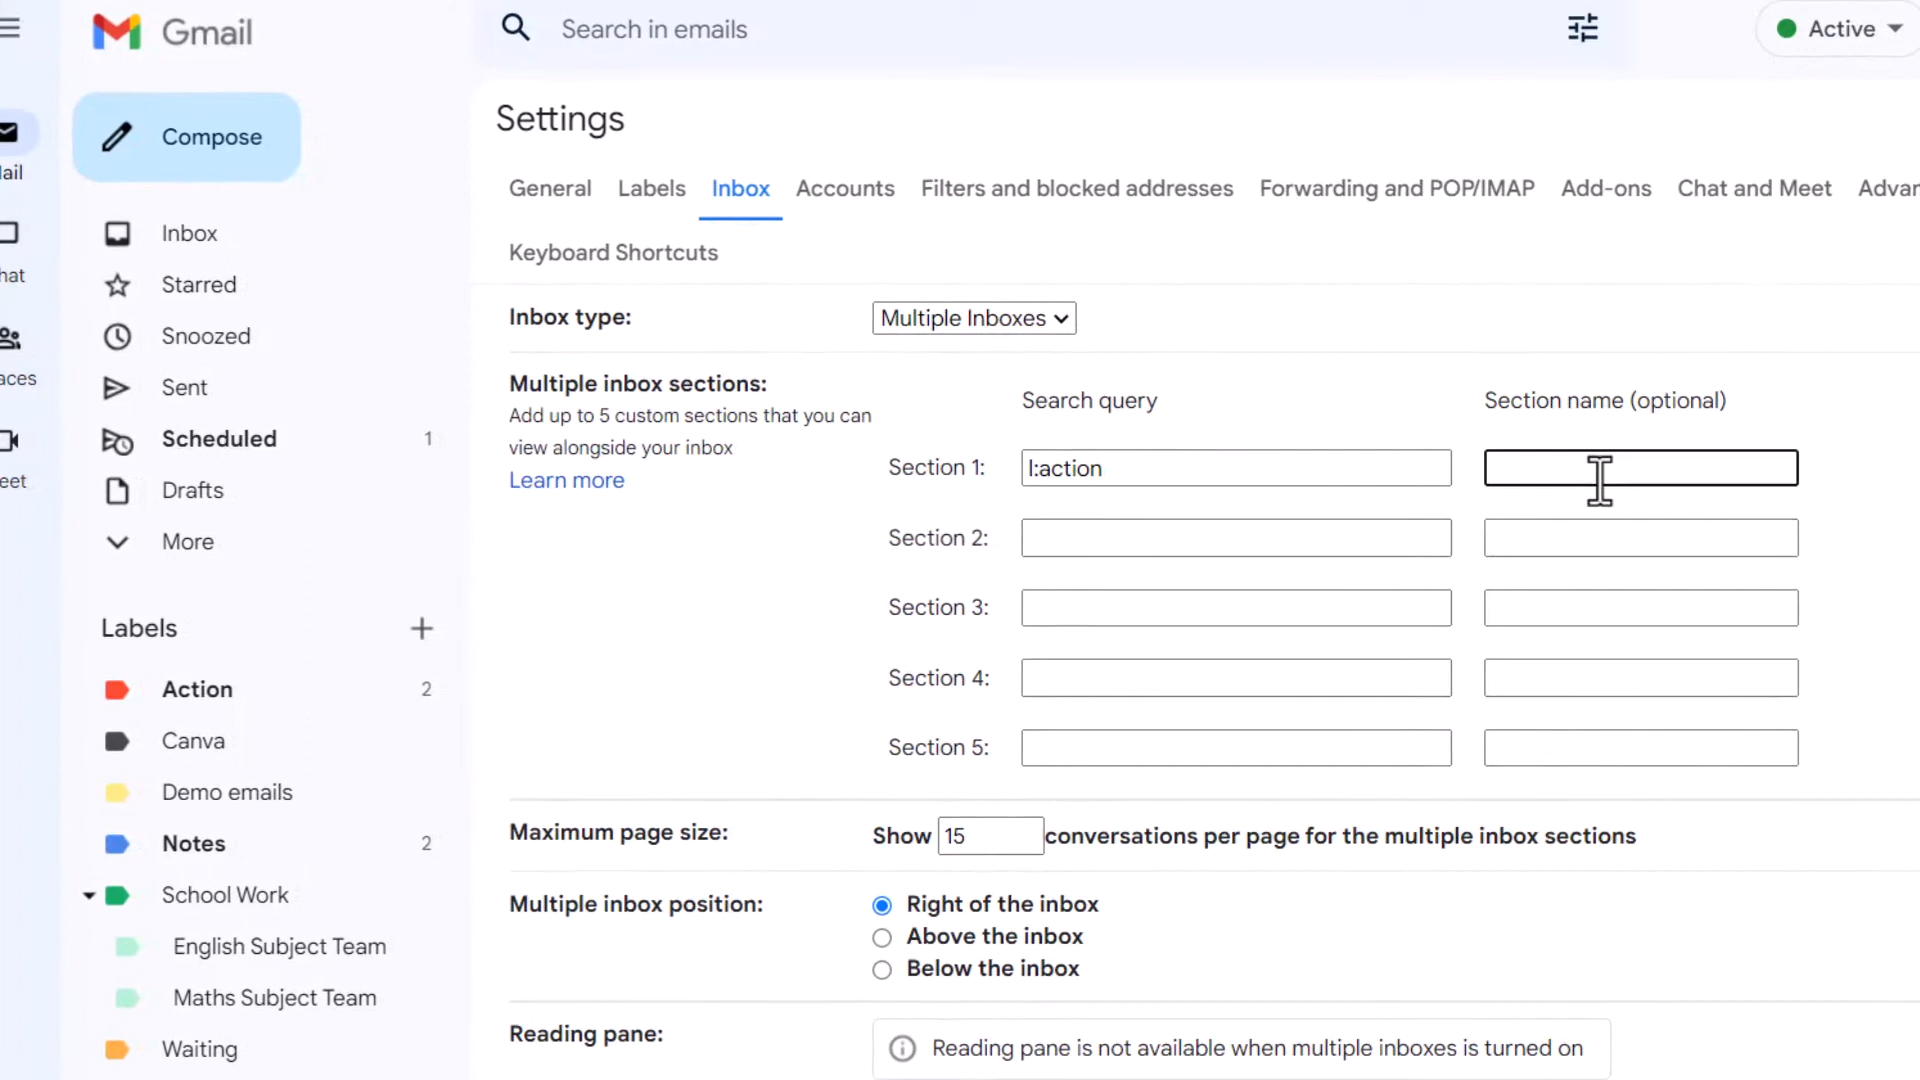 Gmail
Search in emails
Active
Compose
Settings
General Labels Inbox Accounts Filters and blocked addresses Forwarding and POP/IMAP Add-ons Chat and Meet Advan
Keyboard Shortcuts
ail
hat
aces
eet
Inbox
Starred
Snoozed
Sent
Scheduled 1
Drafts
More
Labels
Action 2
Canva
Demo emails
Notes 2
School Work
English Subject Team
Maths Subject Team
Waiting
Inbox type: Multiple Inboxes
Multiple inbox sections:
Add up to 5 custom sections that you can
view alongside your inbox
Learn more
Search query Section name (optional)
Section 1: l:action
Section 2:
Section 3:
Section 4:
Section 5:
Maximum page size: Show 15 conversations per page for the multiple inbox sections
Multiple inbox position: Right of the inbox
Above the inbox
Below the inbox
Reading pane: Reading pane is not available when multiple inboxes is turned on